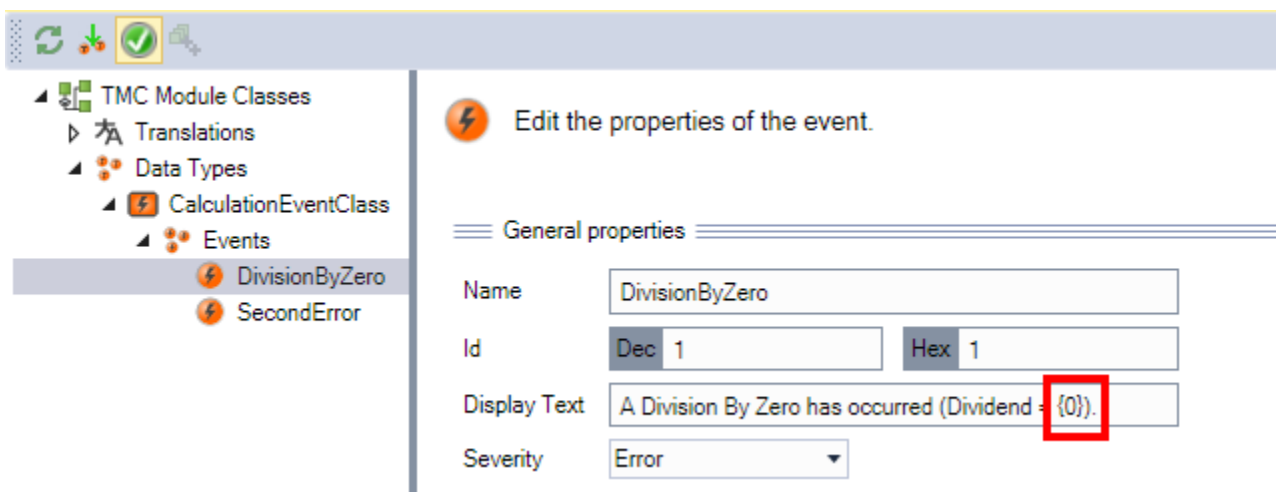 TMC Module Classes
Translations
Data Types
CalculationEventClass
Events
DivisionByZero
SecondError
Edit the properties of the event.
General properties
Name DivisionByZero
Id Dec 1 Hex 1
Display Text A Division By Zero has occurred (Dividend = {0}).
Severity Error